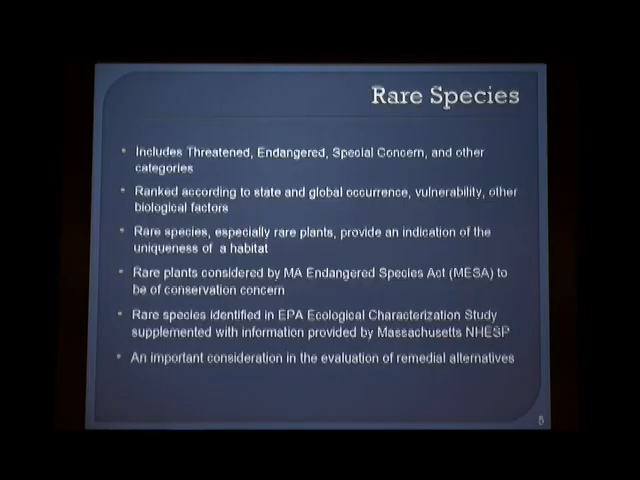 Rare Species
• Includes Threatened, Endangered, Special Concern, and other
categories
• Ranked according to state and global occurrence, vulnerability, other
biological factors
• Rare species, especially rare plants, provide an indication of the
uniqueness of a habitat
• Rare plants considered by MA Endangered Species Act (MESA) to
be of conservation concern
• Rare species identified in EPA Ecological Characterization Study
supplemented with information provided by Massachusetts NHESP
• An important consideration in the evaluation of remedial alternatives